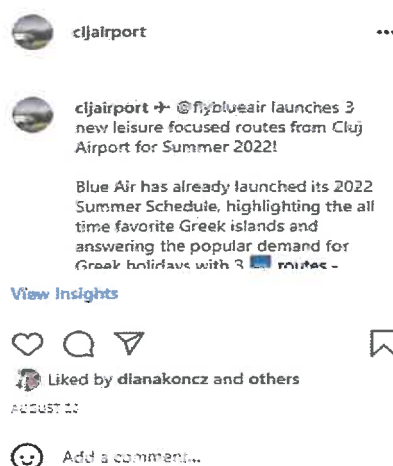 cljairport
cljairport ✈ @flyblueair launches 3
new leisure focused routes from Cluj
Airport for Summer 2022!
Blue Air has already launched its 2022
Summer Schedule, highlighting the all
time favorite Greek islands and
answering the popular demand for
Greek holidays with 3 routes -
View Insights
Liked by dianakoncz and others
AUGUST
Add a comment...